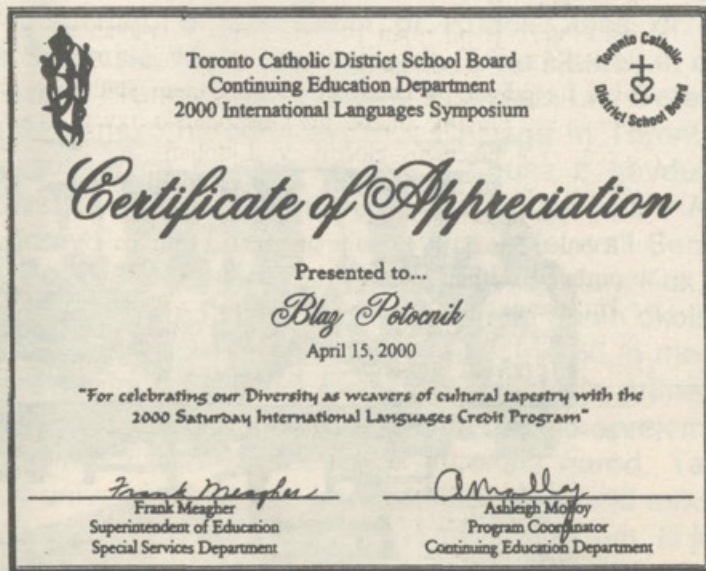 Toronto Catholic District School Board
Continuing Education Department
2000 International Languages Symposium
Toronto Catholic
District School Board
Certificate of Appreciation
Presented to...
Blaz Potocnik
April 15, 2000
"For celebrating our Diversity as weavers of cultural tapestry with the
2000 Saturday International Languages Credit Program"
Frank Meagher
Frank Meagher
Superintendent of Education
Special Services Department
AMolloy
Ashleigh Molloy
Program Coordinator
Continuing Education Department